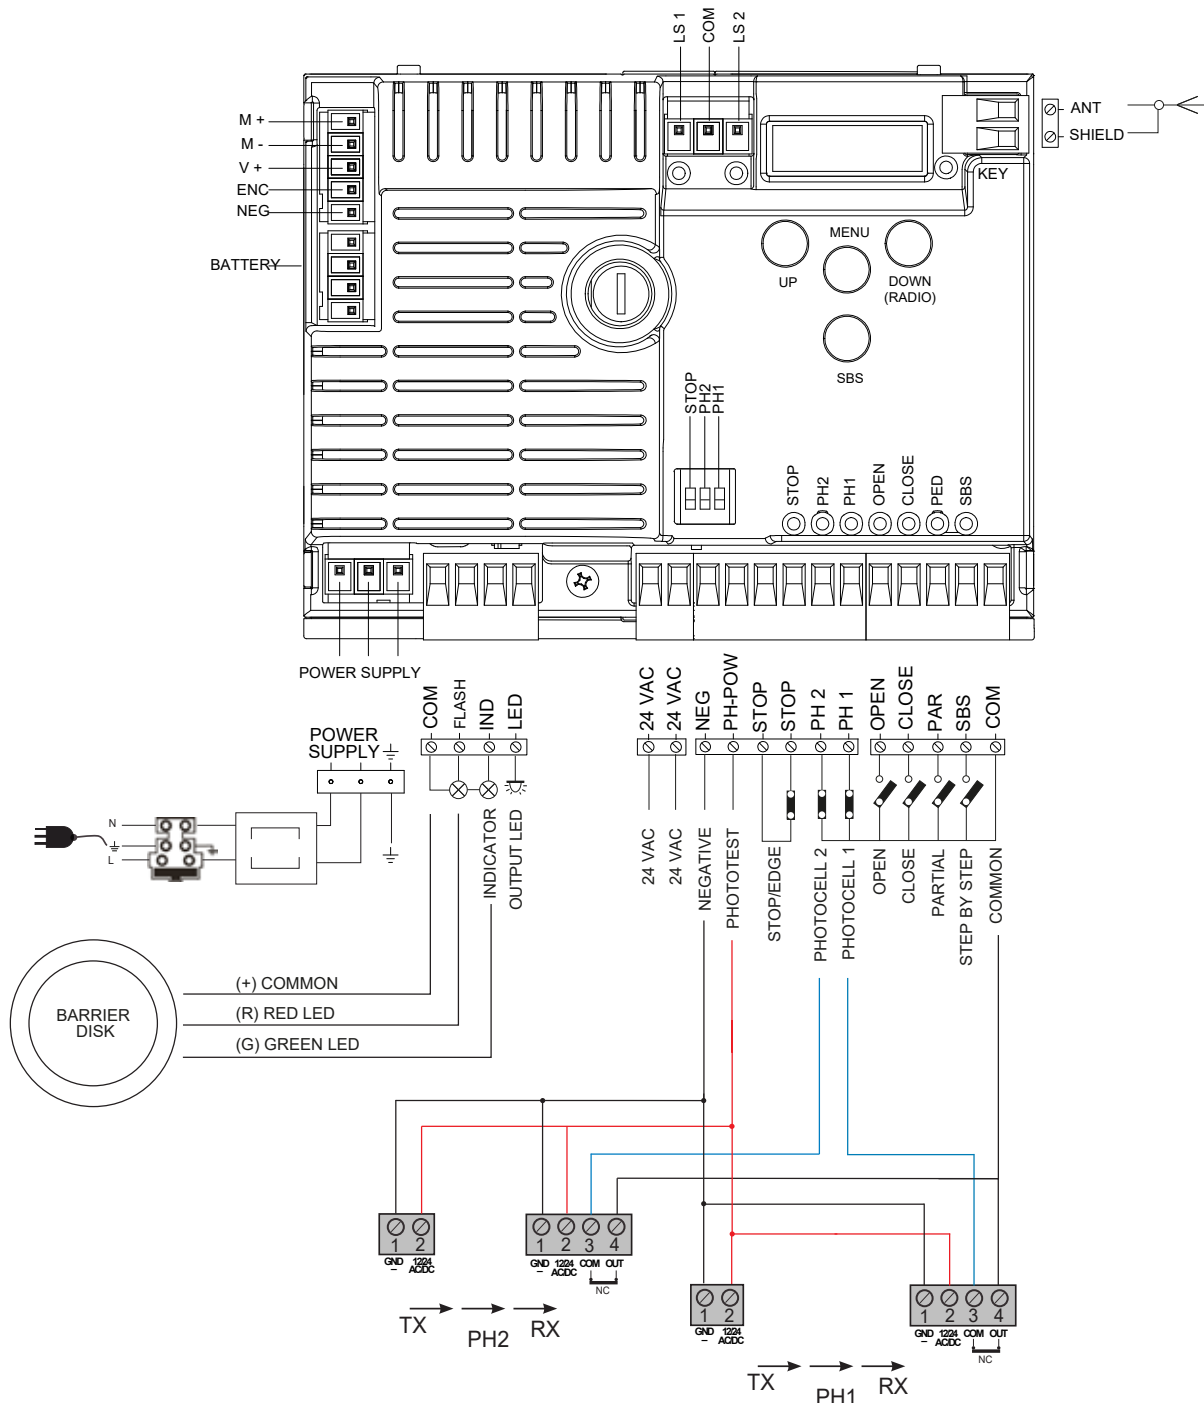 LS 1
COM
LS 2
M +
M -
V +
ENC
NEG
BATTERY
ANT
SHIELD
KEY
MENU
UP
DOWN
(RADIO)
SBS
STOP
PH2
PH1
STOP
PH2
PH1
OPEN
CLOSE
PED
SBS
POWER SUPPLY
COM
FLASH
IND
LED
24 VAC
24 VAC
NEG
PH-POW
STOP
STOP
PH 2
PH 1
OPEN
CLOSE
PAR
SBS
COM
POWER
SUPPLY
N
L
INDICATOR
OUTPUT LED
24 VAC
24 VAC
NEGATIVE
PHOTOTEST
STOP/EDGE
PHOTOCELL 2
PHOTOCELL 1
OPEN
CLOSE
PARTIAL
STEP BY STEP
COMMON
BARRIER
DISK
(+) COMMON
(R) RED LED
(G) GREEN LED
1 2
GND 12/24
– AC/DC
1 2 3 4
GND 12/24 COM OUT
– AC/DC
NC
TX
PH2
RX
1 2
GND 12/24
– AC/DC
1 2 3 4
GND 12/24 COM OUT
– AC/DC
NC
TX
PH1
RX